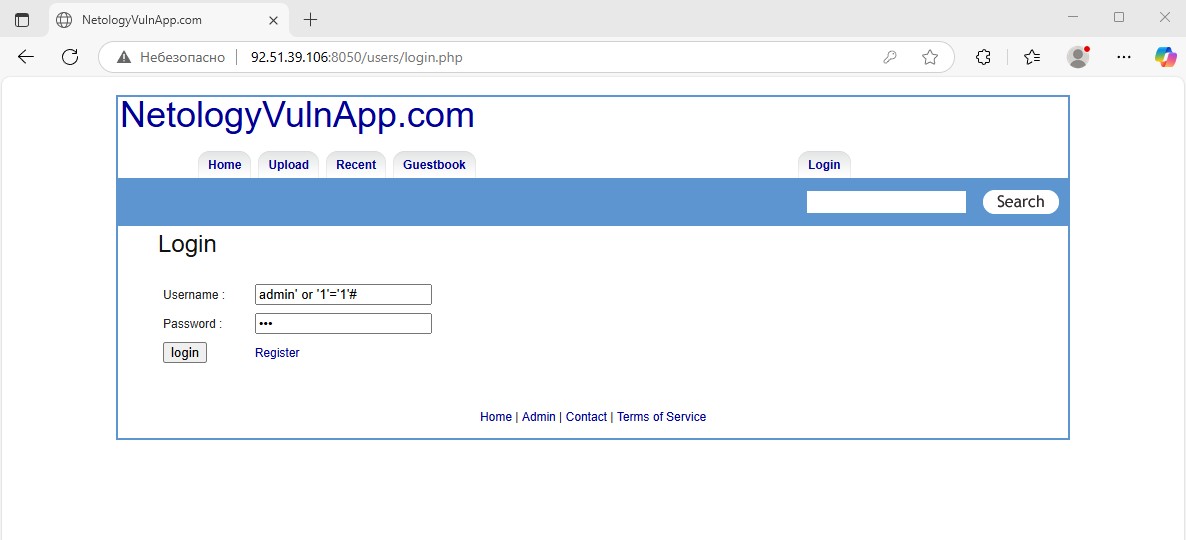 NetologyVulnApp.com
Небезопасно 92.51.39.106:8050/users/login.php
NetologyVulnApp.com
Home Upload Recent Guestbook Login
Search
Login
Username : admin' or '1'='1'#
Password : •••
login Register
Home | Admin | Contact | Terms of Service